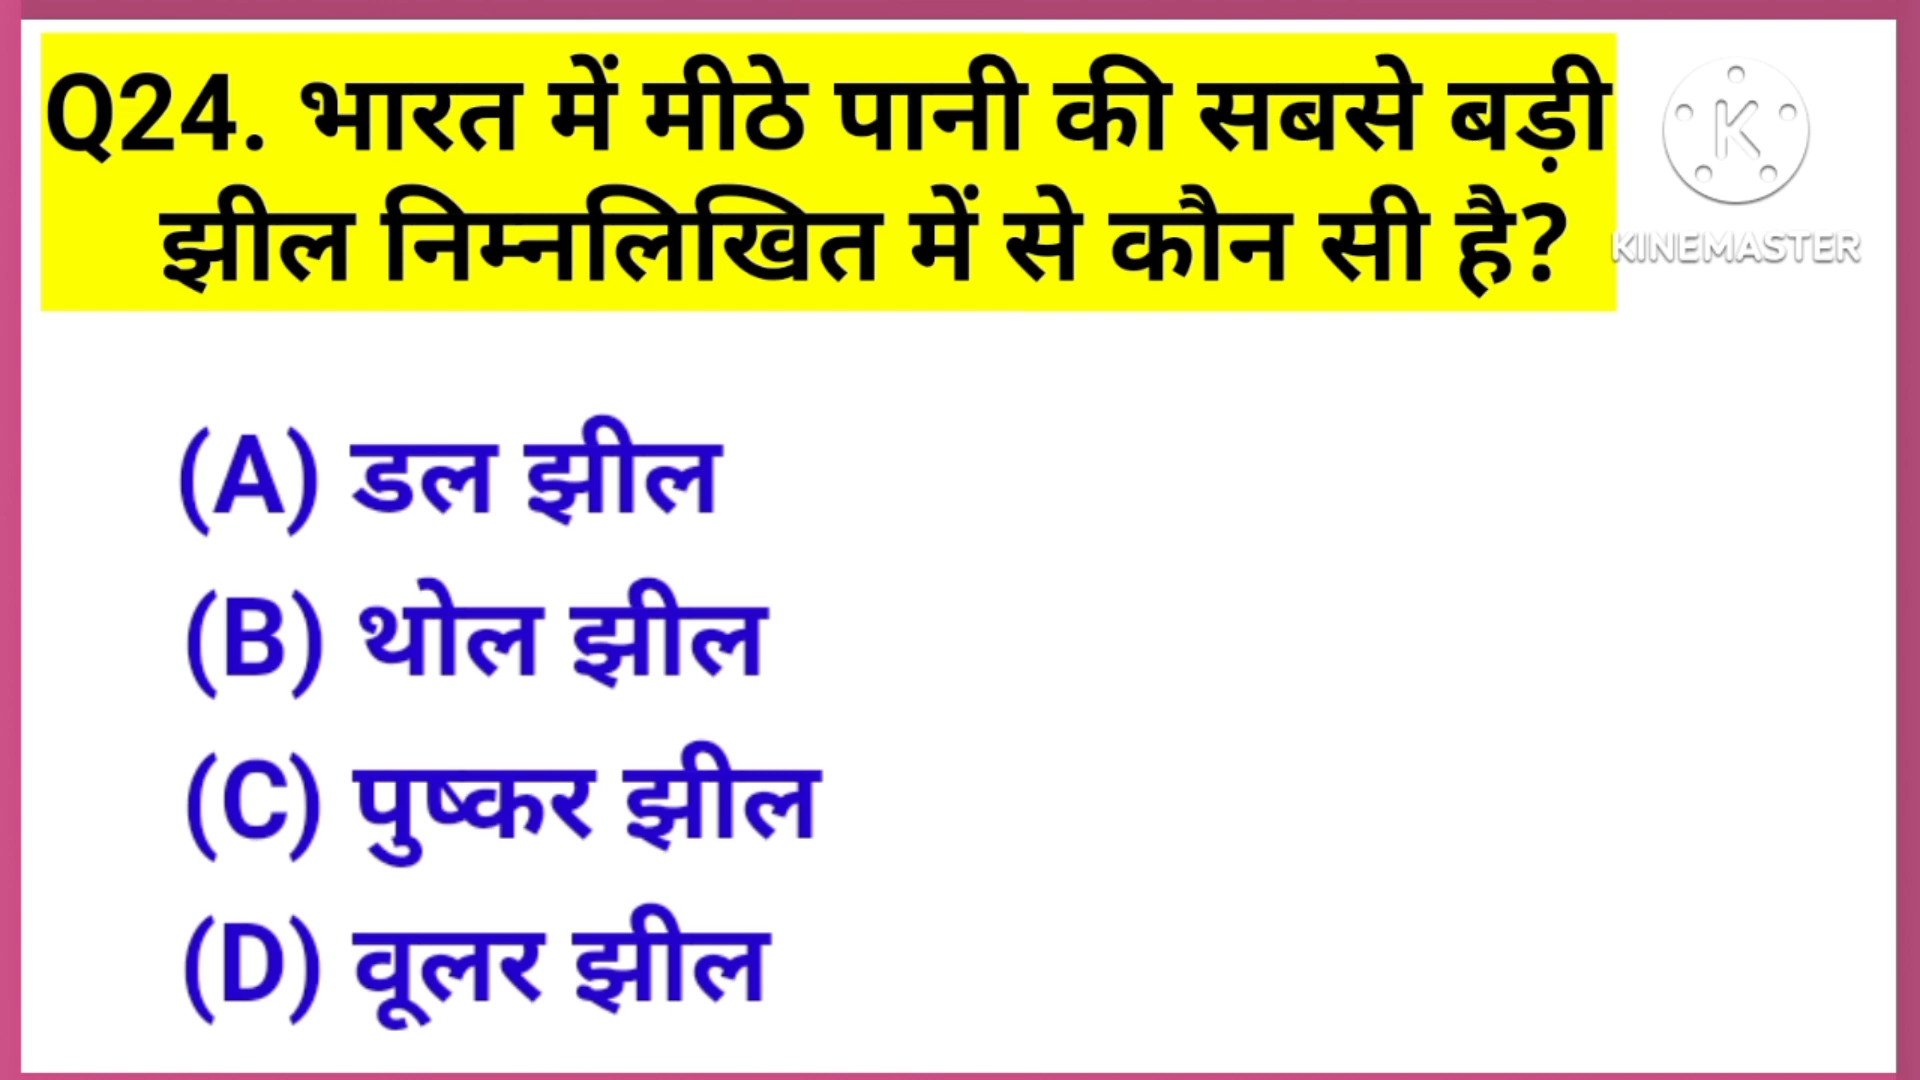 Q24. भारत में मीठे पानी की सबसे बड़ी
झील निम्नलिखित में से कौन सी है?
K
KINEMASTER
(A) डल झील
(B) थोल झील
(C) पुष्कर झील
(D) वूलर झील